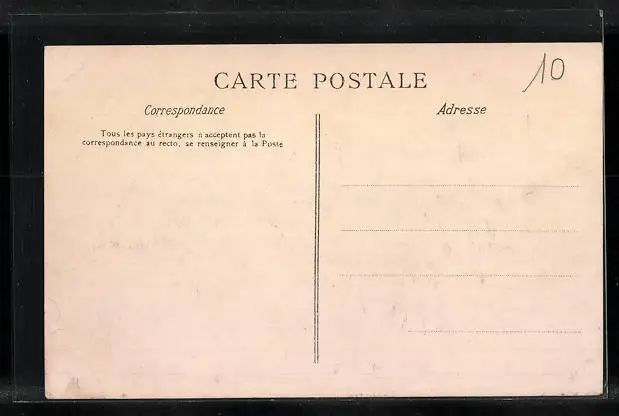 CARTE POSTALE
10
Correspondance
Tous les pays étrangers n'acceptent pas la
correspondance au recto, se renseigner à la Poste
Adresse